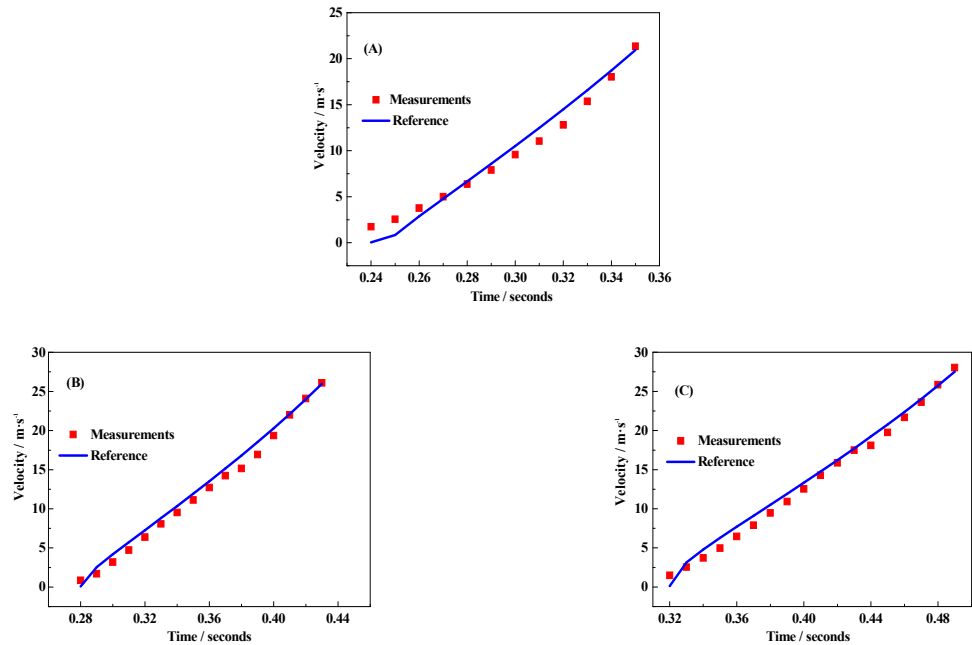 (A)
Measurements
Reference
Velocity / m·s⁻¹
25
20
15
10
5
0
0.24 0.26 0.28 0.30 0.32 0.34 0.36
Time / seconds
(B)
Measurements
Reference
Velocity / m·s⁻¹
30
25
20
15
10
5
0
0.28 0.32 0.36 0.40 0.44
Time / seconds
(C)
Measurements
Reference
Velocity / m·s⁻¹
30
25
20
15
10
5
0
0.32 0.36 0.40 0.44 0.48
Time / seconds